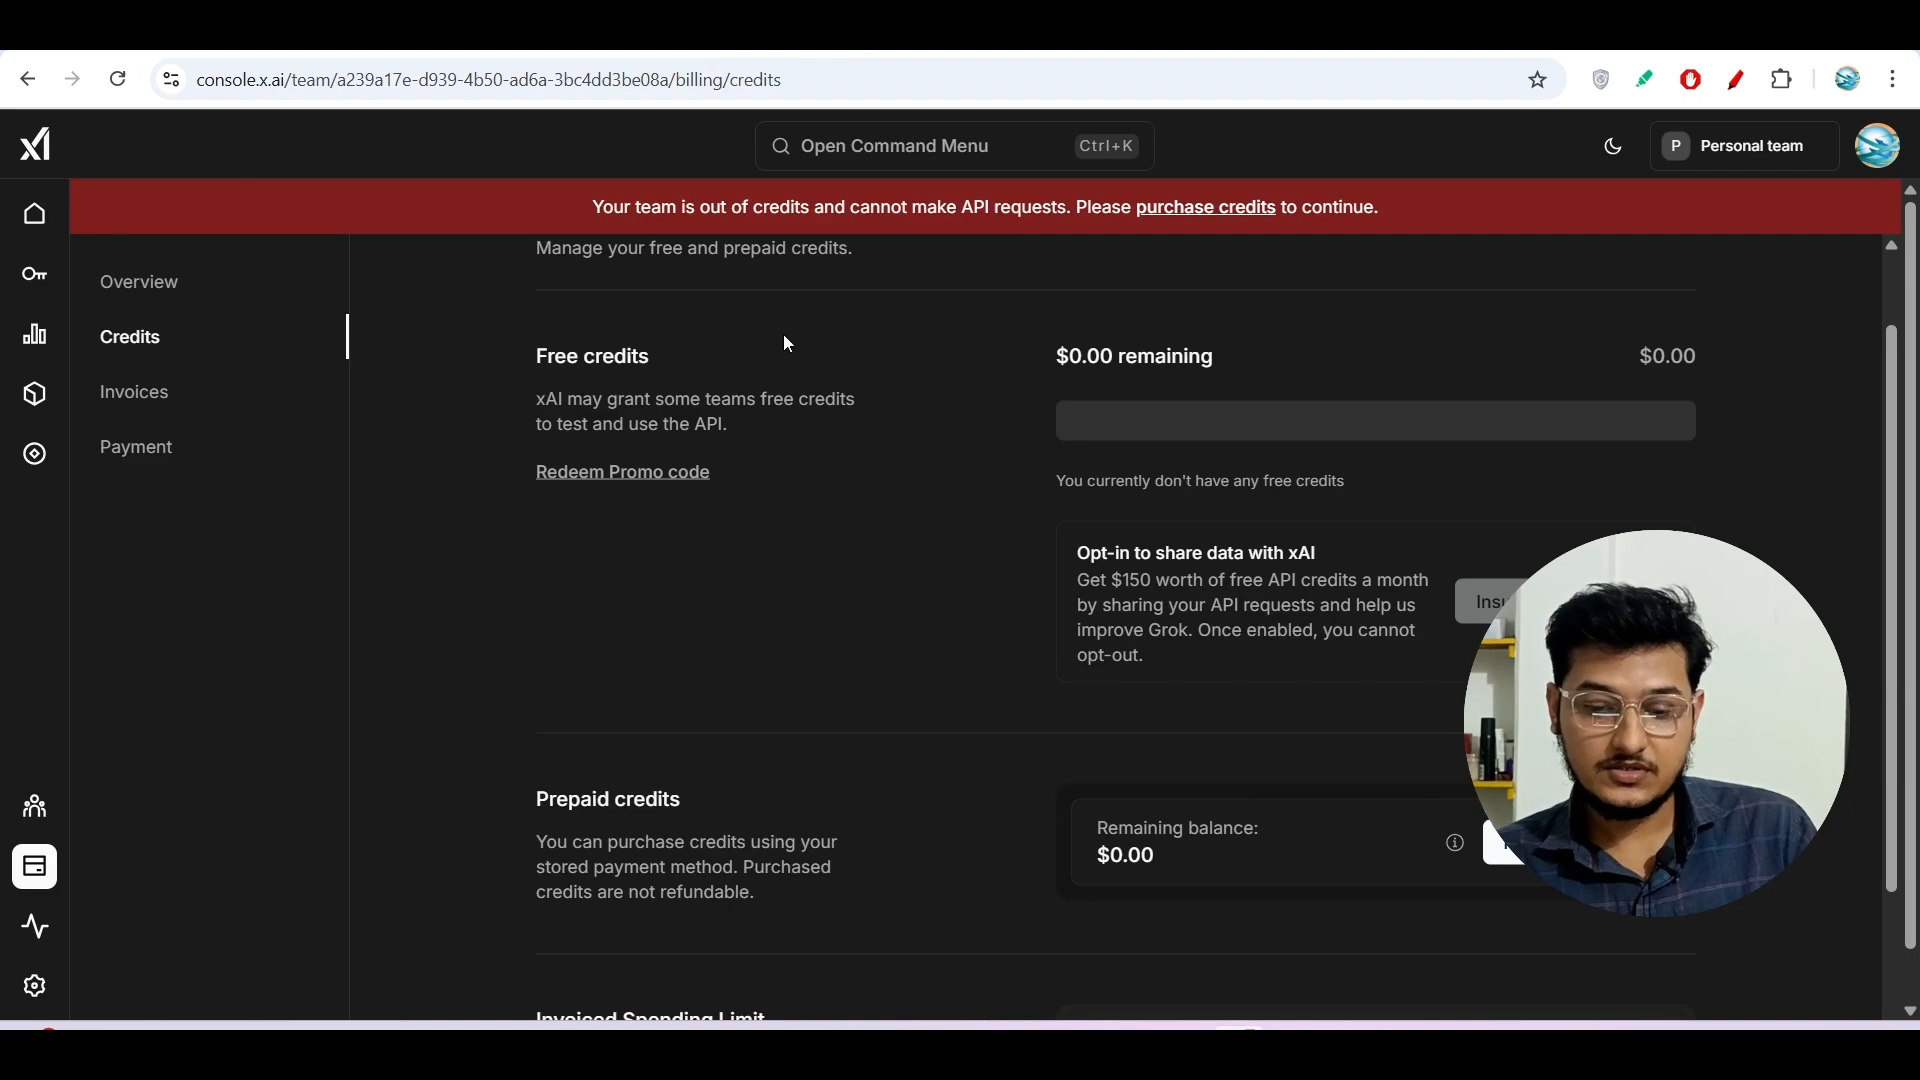 console.x.ai/team/a239a17e-d939-4b50-ad6a-3bc4dd3be08a/billing/credits
Open Command Menu
Ctrl+K
P
Personal team
Your team is out of credits and cannot make API requests. Please purchase credits to continue.
Manage your free and prepaid credits.
Overview
Credits
Invoices
Payment
Free credits
xAI may grant some teams free credits
to test and use the API.
Redeem Promo code
$0.00 remaining
$0.00
You currently don't have any free credits
Opt-in to share data with xAI
Get $150 worth of free API credits a month
by sharing your API requests and help us
improve Grok. Once enabled, you cannot
opt-out.
Prepaid credits
You can purchase credits using your
stored payment method. Purchased
credits are not refundable.
Remaining balance:
$0.00
Invoiced Spending Limit